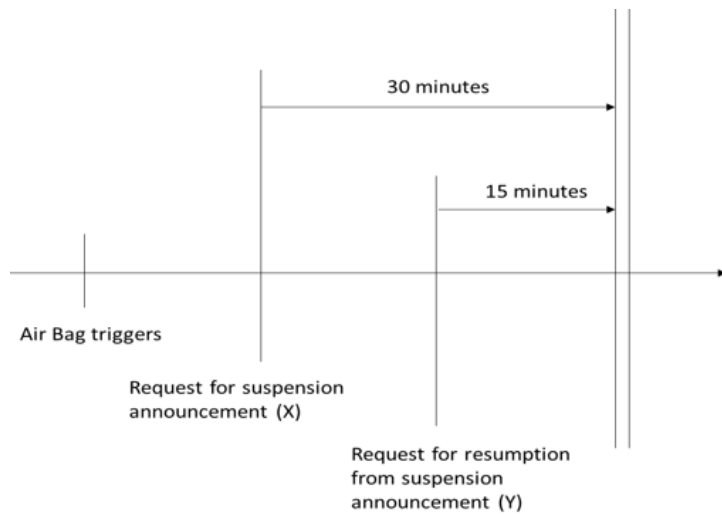 30 minutes
15 minutes
Air Bag triggers
Request for suspension
announcement (X)
Request for resumption
from suspension
announcement (Y)